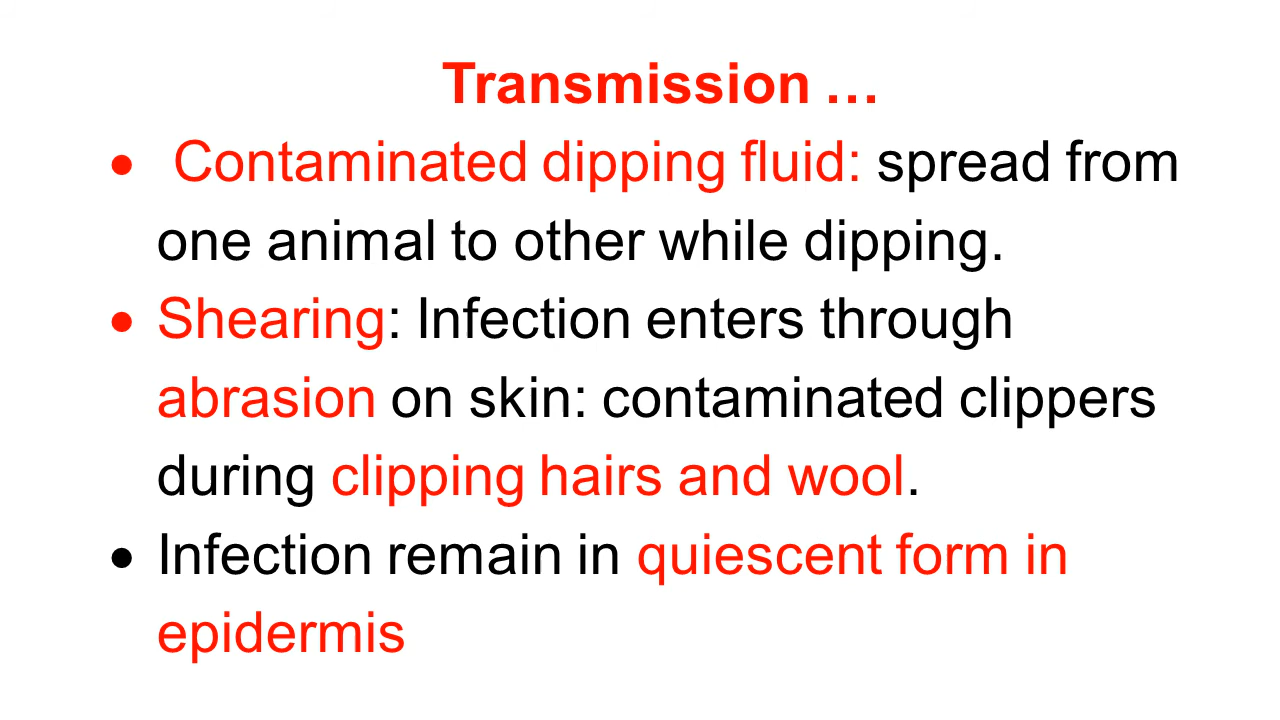 Transmission …
• Contaminated dipping fluid: spread from
one animal to other while dipping.
• Shearing: Infection enters through
abrasion on skin: contaminated clippers
during clipping hairs and wool.
• Infection remain in quiescent form in
epidermis